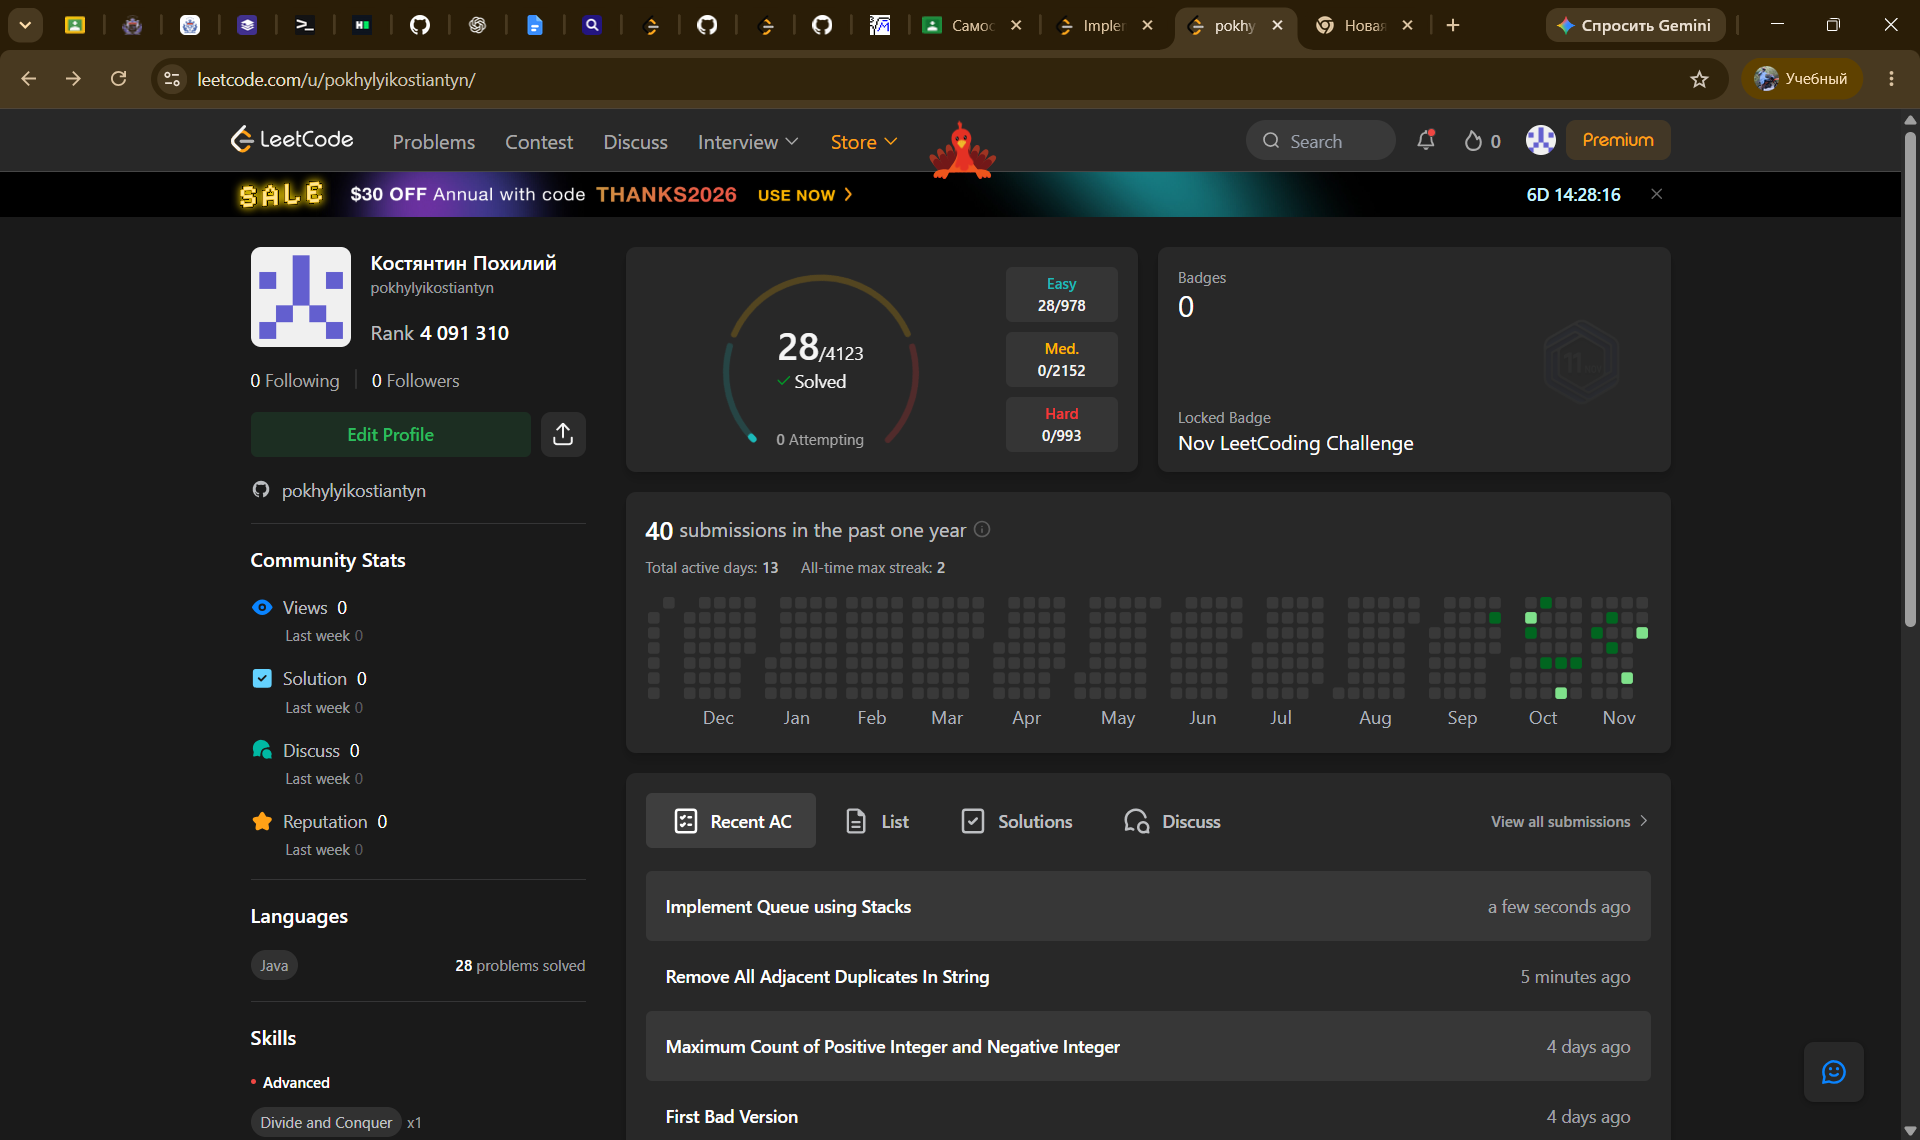 Самос
Impler
pokhy
Новая
Спросить Gemini
leetcode.com/u/pokhylyikostiantyn/
Учебный
LeetCode
Problems
Contest
Discuss
Interview
Store
Search
0
Premium
SALE
$30 OFF Annual with code THANKS2026 USE NOW
6D 14:28:16
Костянтин Похилий
pokhylyikostiantyn
Rank 4 091 310
0 Following
0 Followers
Edit Profile
pokhylyikostiantyn
Community Stats
Views 0
Last week 0
Solution 0
Last week 0
Discuss 0
Last week 0
Reputation 0
Last week 0
Languages
Java
28 problems solved
Skills
Advanced
Divide and Conquer x1
28/4123
Solved
0 Attempting
Easy
28/978
Med.
0/2152
Hard
0/993
Badges
0
Locked Badge
Nov LeetCoding Challenge
40 submissions in the past one year
Total active days: 13
All-time max streak: 2
Dec Jan Feb Mar Apr May Jun Jul Aug Sep Oct Nov
Recent AC
List
Solutions
Discuss
View all submissions
Implement Queue using Stacks
a few seconds ago
Remove All Adjacent Duplicates In String
5 minutes ago
Maximum Count of Positive Integer and Negative Integer
4 days ago
First Bad Version
4 days ago